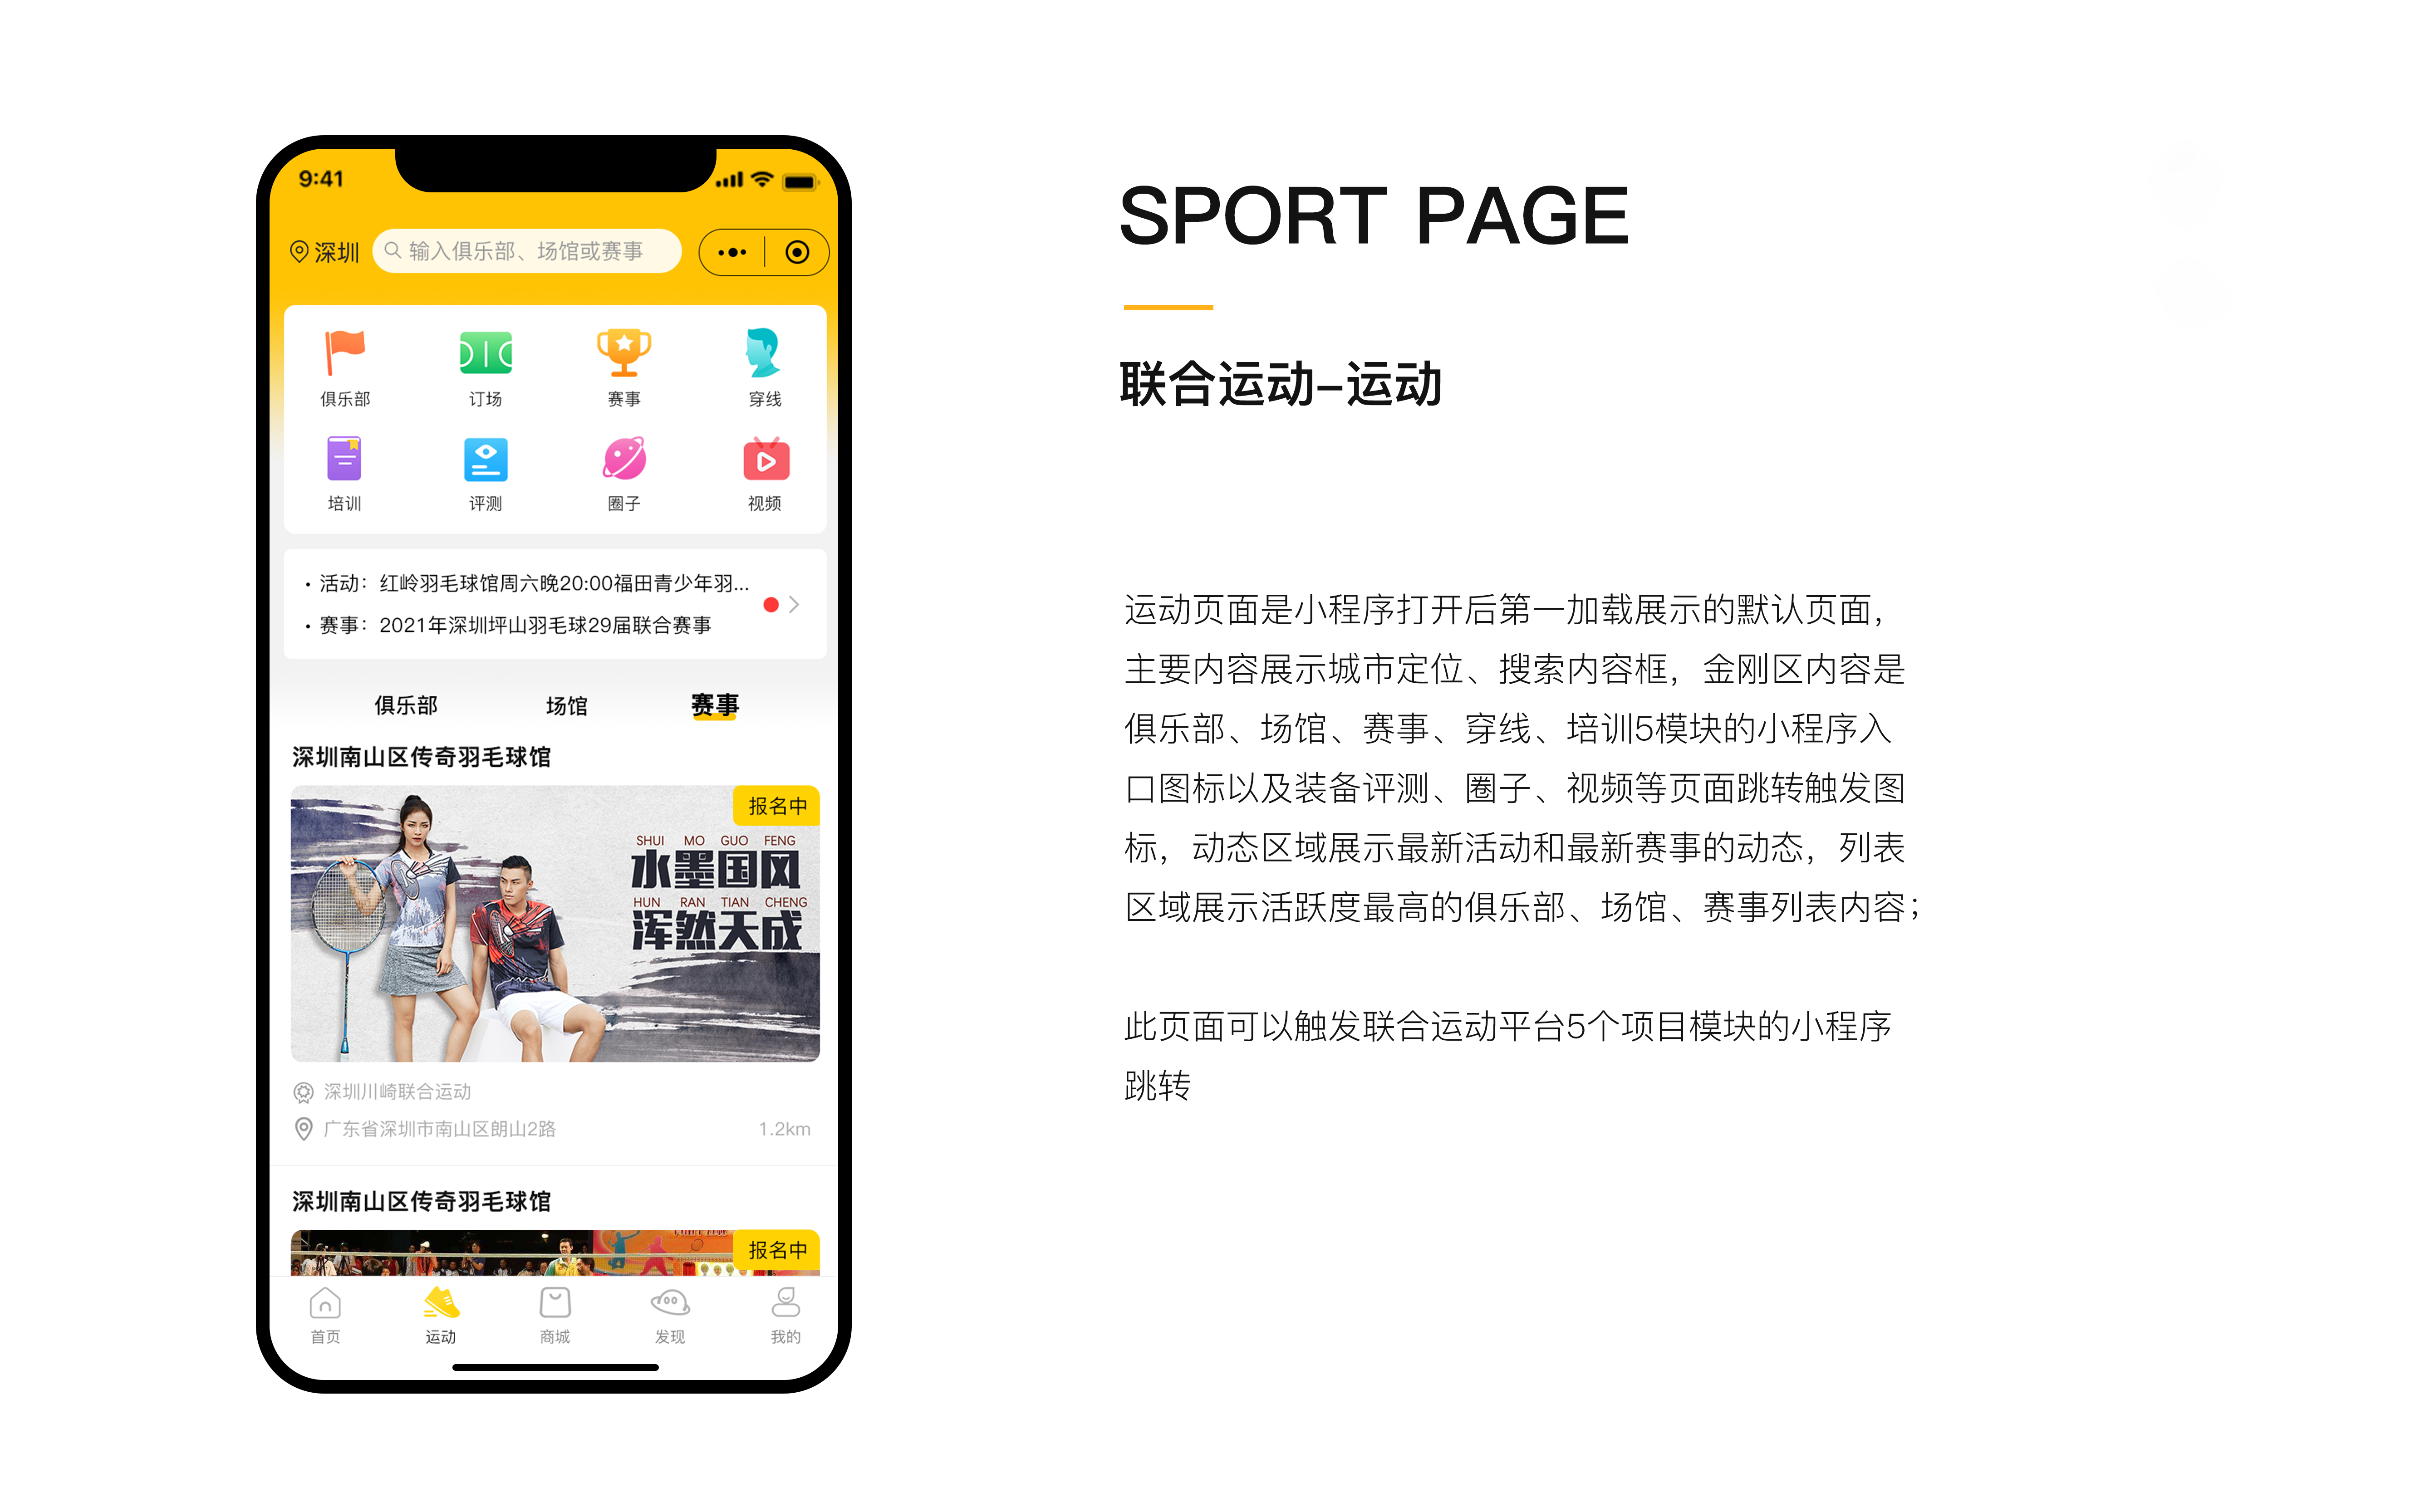 9:41
深圳
输入俱乐部、场馆或赛事
俱乐部 订场 赛事 穿线
培训 评测 圈子 视频
• 活动：红岭羽毛球馆周六晚20:00福田青少年羽...
• 赛事：2021年深圳坪山羽毛球29届联合赛事
俱乐部 场馆 赛事
深圳南山区传奇羽毛球馆
报名中
SHUI MO GUO FENG
水墨国风
HUN RAN TIAN CHENG
浑然天成
深圳川崎联合运动
广东省深圳市南山区朗山2路 1.2km
深圳南山区传奇羽毛球馆
报名中
首页 运动 商城 发现 我的
SPORT PAGE
联合运动–运动
运动页面是小程序打开后第一加载展示的默认页面，
主要内容展示城市定位、搜索内容框，金刚区内容是
俱乐部、场馆、赛事、穿线、培训5模块的小程序入
口图标以及装备评测、圈子、视频等页面跳转触发图
标，动态区域展示最新活动和最新赛事的动态，列表
区域展示活跃度最高的俱乐部、场馆、赛事列表内容；
此页面可以触发联合运动平台5个项目模块的小程序
跳转